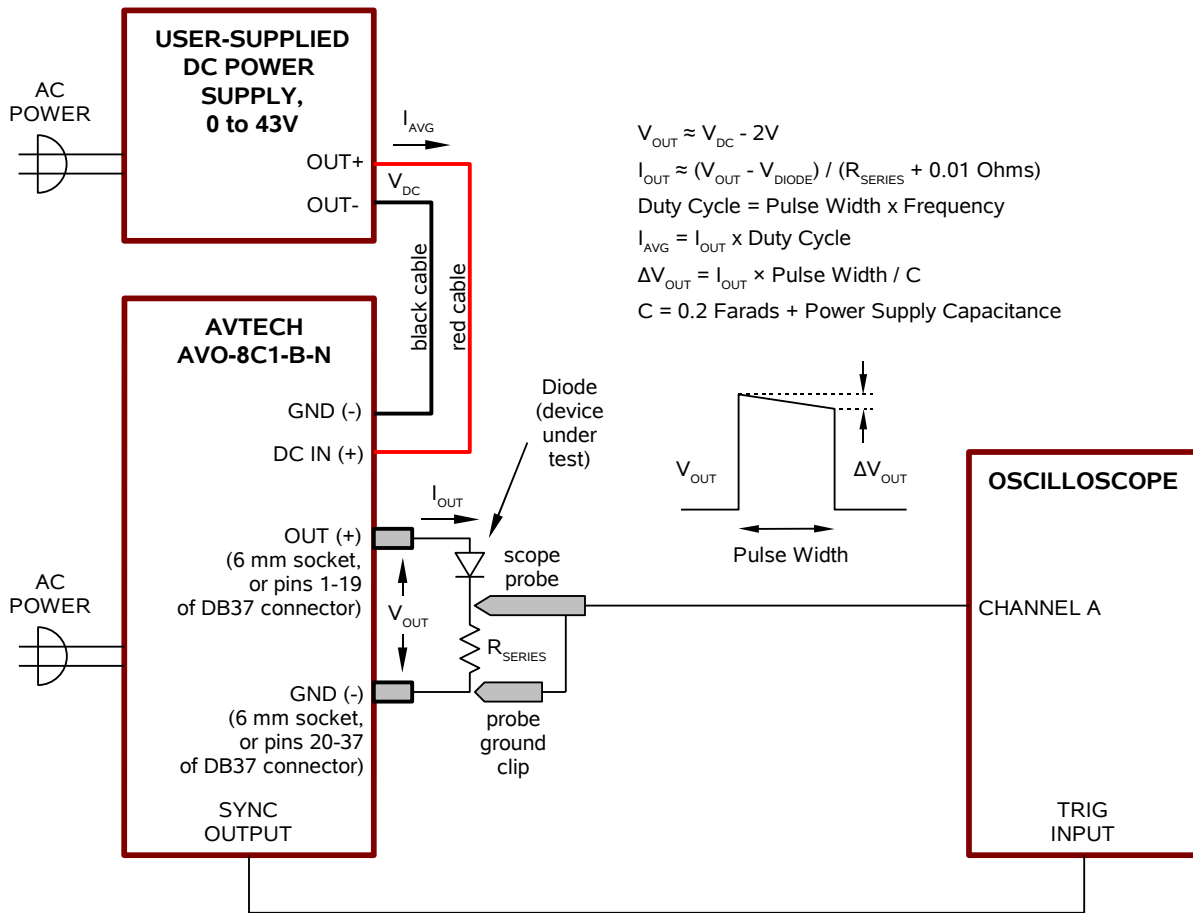 USER-SUPPLIED
DC POWER
SUPPLY,
0 to 43V
AC
POWER
I_AVG
OUT+
V_DC
OUT-
black cable
red cable
V_OUT ≈ V_DC - 2V
I_OUT ≈ (V_OUT - V_DIODE) / (R_SERIES + 0.01 Ohms)
Duty Cycle = Pulse Width x Frequency
I_AVG = I_OUT x Duty Cycle
ΔV_OUT = I_OUT × Pulse Width / C
C = 0.2 Farads + Power Supply Capacitance
AVTECH
AVO-8C1-B-N
GND (-)
DC IN (+)
Diode
(device
under
test)
I_OUT
OUT (+)
(6 mm socket,
or pins 1-19
of DB37 connector)
AC
POWER
V_OUT
scope
probe
R_SERIES
GND (-)
(6 mm socket,
or pins 20-37
of DB37 connector)
probe
ground
clip
SYNC
OUTPUT
V_OUT
ΔV_OUT
Pulse Width
OSCILLOSCOPE
CHANNEL A
TRIG
INPUT